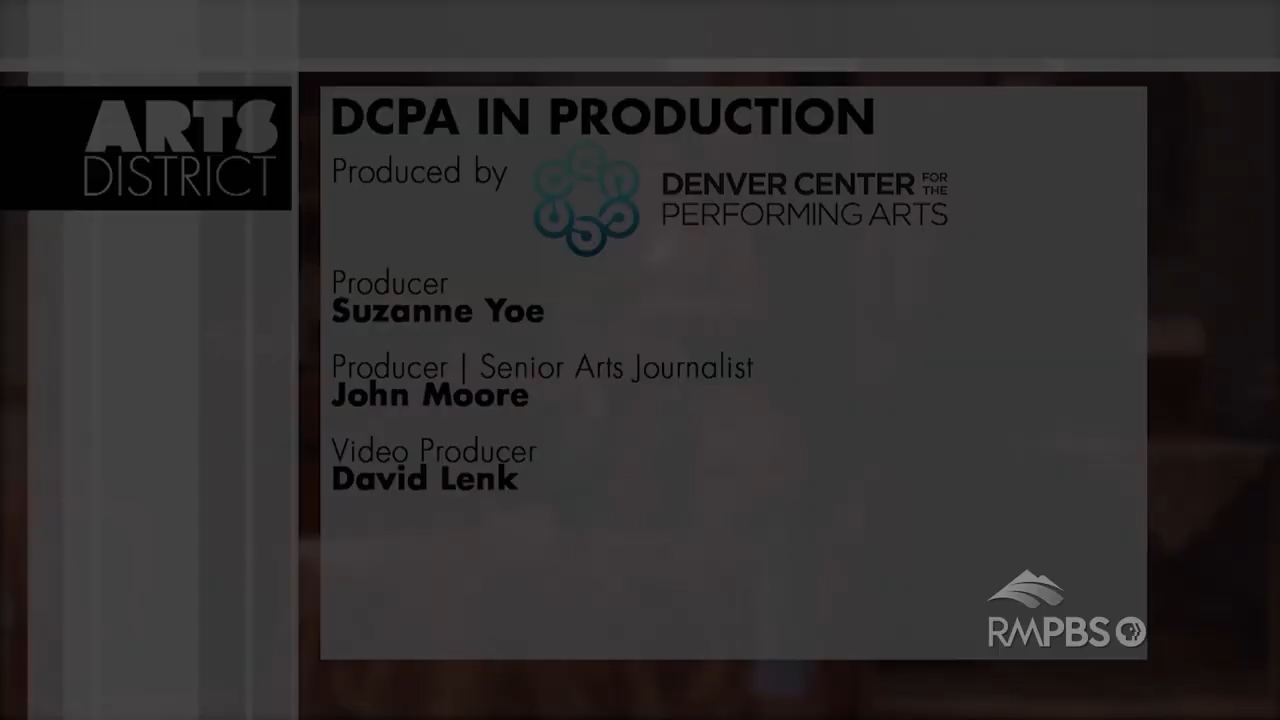 ARTS
DISTRICT
DCPA IN PRODUCTION
Produced by
DENVER CENTER FOR THE
PERFORMING ARTS
Producer
Suzanne Yoe
Producer | Senior Arts Journalist
John Moore
Video Producer
David Lenk
RMPBS